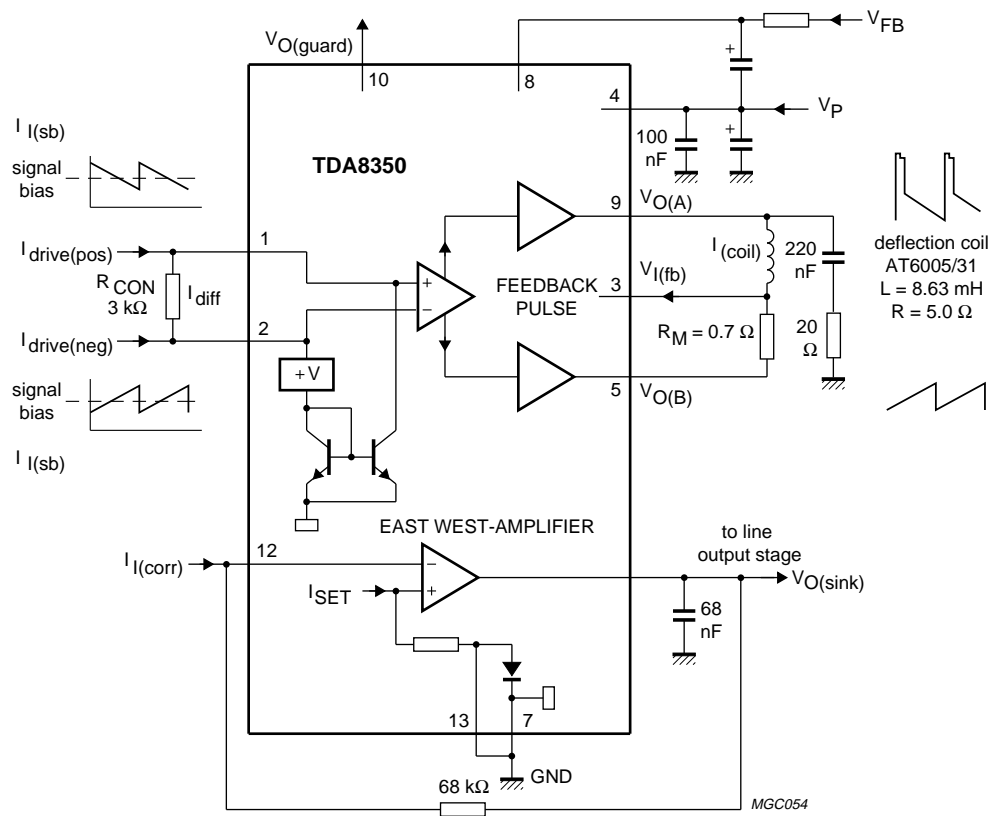 V_O(guard)
V_FB
10
8
4
V_P
100 nF
I_I(sb)
signal bias
TDA8350
9
V_O(A)
I_drive(pos)
1
R_CON 3 kΩ
I_diff
I_drive(neg)
2
+
−
FEEDBACK PULSE
V_I(fb)
3
I_(coil)
220 nF
R_M = 0.7 Ω
20 Ω
5
V_O(B)
deflection coil
AT6005/31
L = 8.63 mH
R = 5.0 Ω
+V
signal bias
I_I(sb)
EAST WEST-AMPLIFIER
I_I(corr)
12
−
+
I_SET
to line output stage
V_O(sink)
68 nF
13
7
GND
68 kΩ
MGC054
+
+